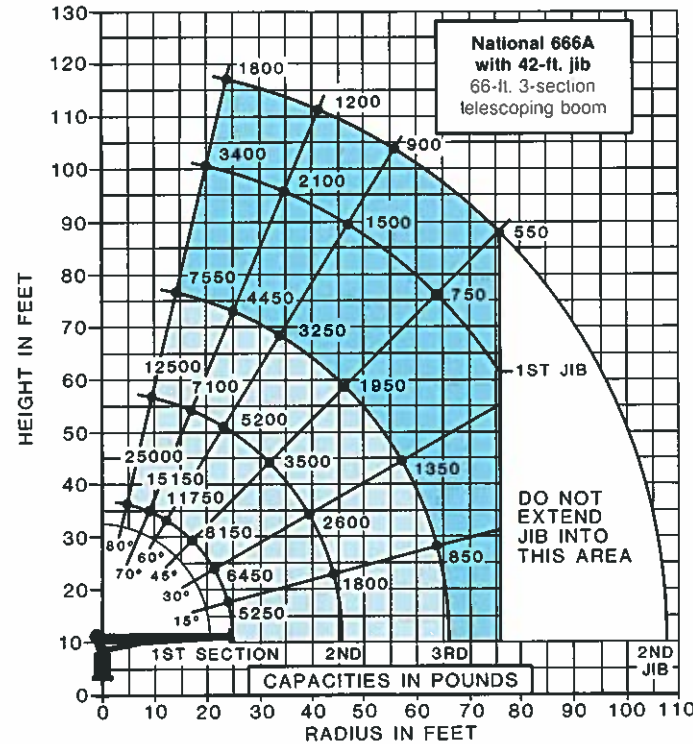 National 666A
with 42-ft. jib
66-ft. 3-section
telescoping boom
HEIGHT IN FEET
130
120
110
100
90
80
70
60
50
40
30
20
10
0
1800
1200
900
550
3400
2100
1500
750
7550
4450
3250
1950
1350
850
12500
7100
5200
3500
2600
1800
25000
15150
11750
8150
6450
5250
80°
70°
60°
45°
30°
15°
1ST JIB
DO NOT
EXTEND
JIB INTO
THIS AREA
1ST SECTION
2ND
3RD
2ND
JIB
CAPACITIES IN POUNDS
0 10 20 30 40 50 60 70 80 90 100 110
RADIUS IN FEET